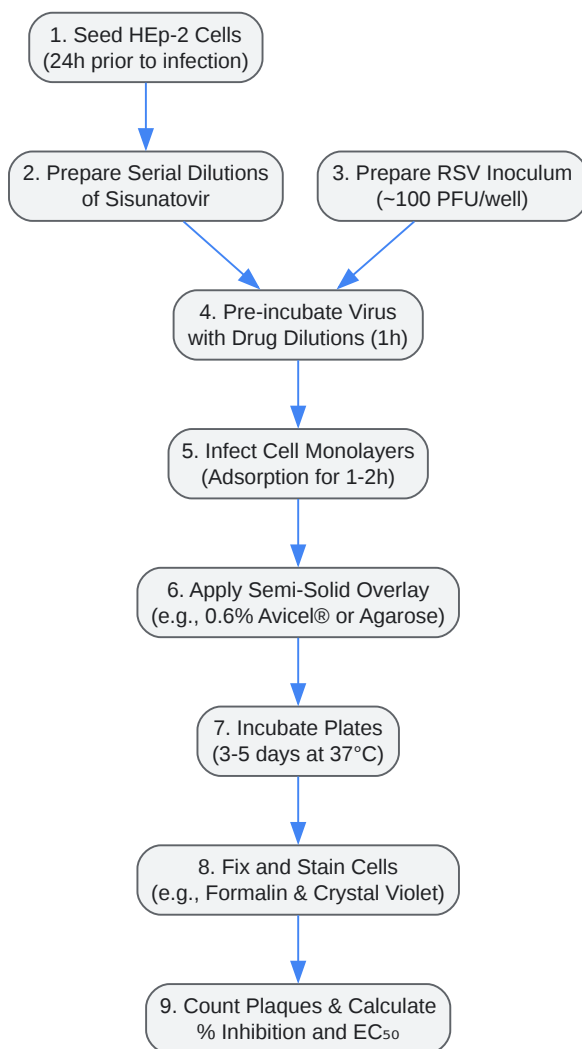 1. Seed HEp-2 Cells
(24h prior to infection)
2. Prepare Serial Dilutions
of Sisunatovir
3. Prepare RSV Inoculum
(~100 PFU/well)
4. Pre-incubate Virus
with Drug Dilutions (1h)
5. Infect Cell Monolayers
(Adsorption for 1-2h)
6. Apply Semi-Solid Overlay
(e.g., 0.6% Avicel® or Agarose)
7. Incubate Plates
(3-5 days at 37°C)
8. Fix and Stain Cells
(e.g., Formalin & Crystal Violet)
9. Count Plaques & Calculate
% Inhibition and EC₅₀